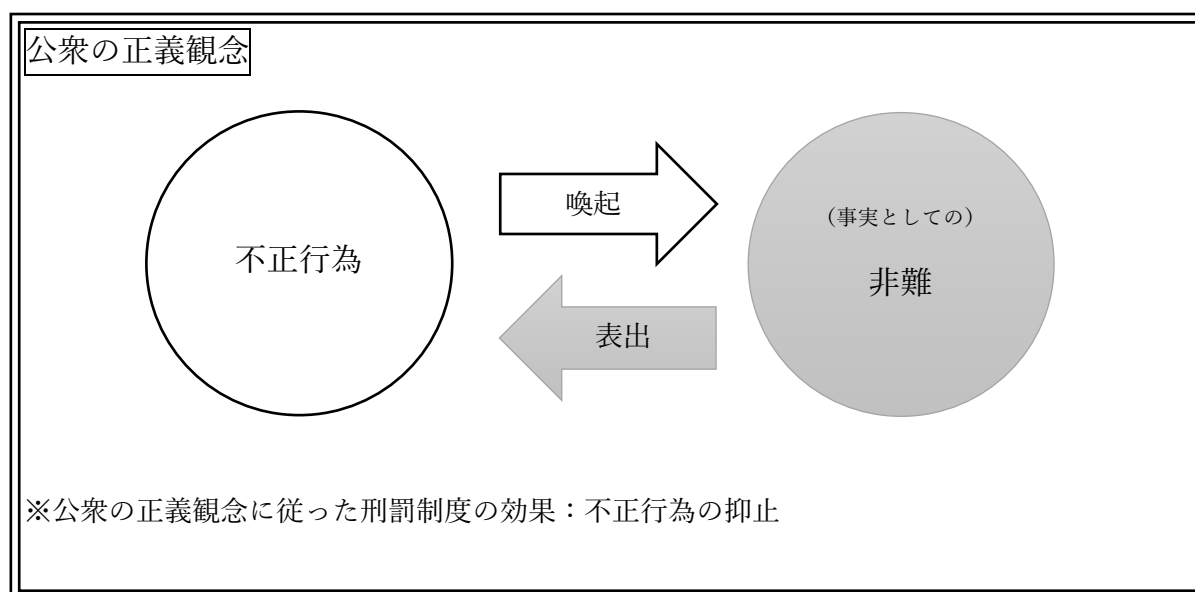 公衆の正義観念
不正行為
喚起
（事実としての）
非難
表出
※公衆の正義観念に従った刑罰制度の効果：不正行為の抑止